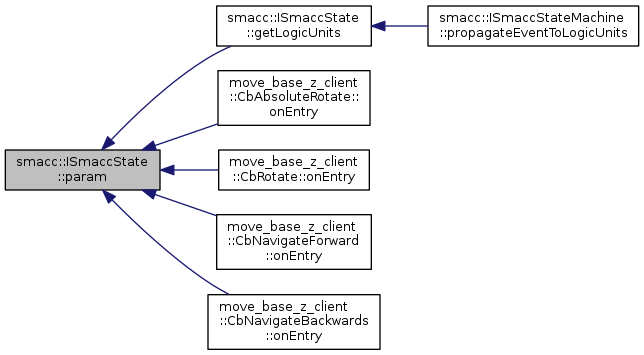 smacc::ISmaccState
::getLogicUnits
smacc::ISmaccStateMachine
::propagateEventToLogicUnits
move_base_z_client
::CbAbsoluteRotate::
onEntry
smacc::ISmaccState
::param
move_base_z_client
::CbRotate::onEntry
move_base_z_client
::CbNavigateForward
::onEntry
move_base_z_client
::CbNavigateBackwards
::onEntry